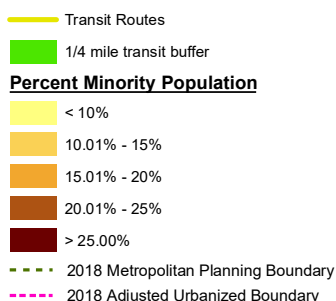 Transit Routes
1/4 mile transit buffer
Percent Minority Population
< 10%
10.01% - 15%
15.01% - 20%
20.01% - 25%
> 25.00%
2018 Metropolitan Planning Boundary
2018 Adjusted Urbanized Boundary